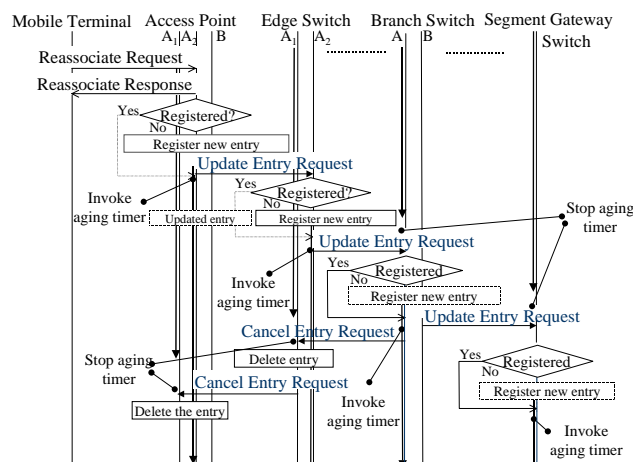 Mobile Terminal
Access Point
Edge Switch
Branch Switch
Segment Gateway
Switch
A1 A2 B
A1 A2
A B
Reassociate Request
Reassociate Response
Registered?
Yes
No
Register new entry
Update Entry Request
Yes
Registered?
No
Invoke
aging timer
Updated entry
Register new entry
Stop aging
timer
Update Entry Request
Yes
Registered
No
Invoke
aging timer
Register new entry
Update Entry Request
Cancel Entry Request
Delete entry
Stop aging
timer
Yes
Registered
No
Cancel Entry Request
Register new entry
Delete the entry
Invoke
aging timer
Invoke
aging timer